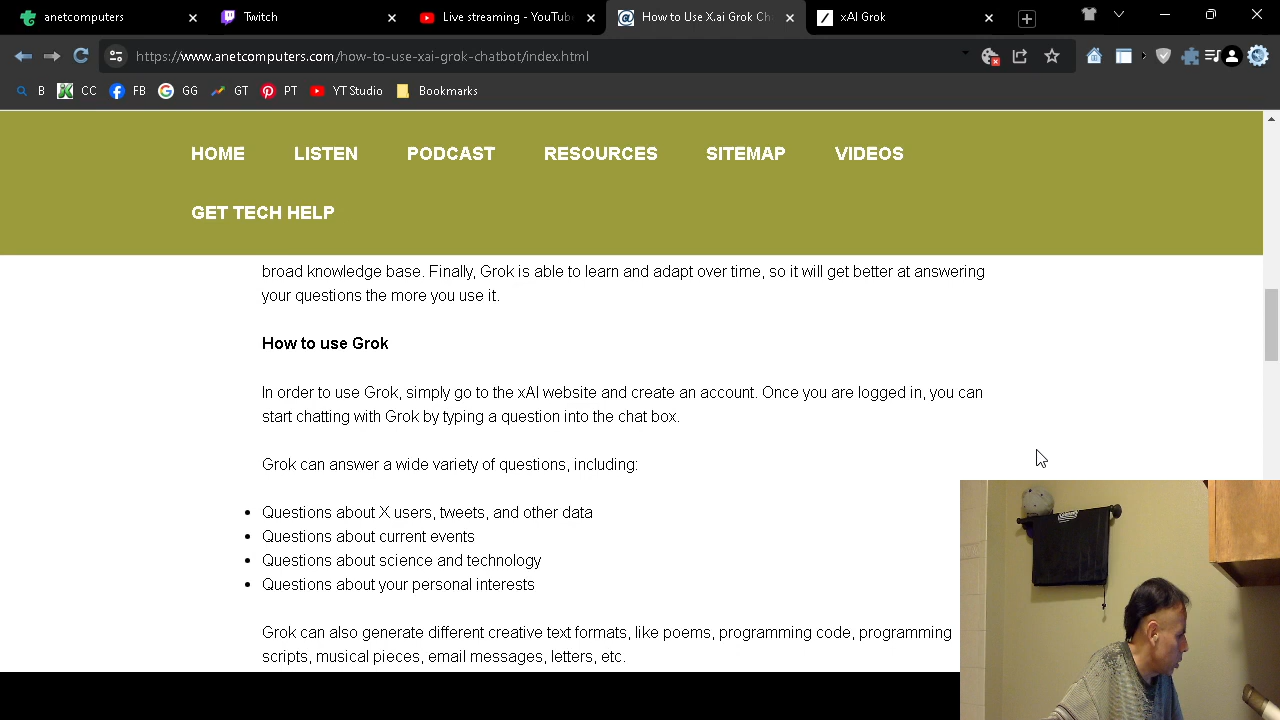 anetcomputers
Twitch
Live streaming - YouTube
How to Use X.ai Grok Ch
xAI Grok
https://www.anetcomputers.com/how-to-use-xai-grok-chatbot/index.html
B CC FB GG GT PT YT Studio Bookmarks
HOME LISTEN PODCAST RESOURCES SITEMAP VIDEOS
GET TECH HELP
broad knowledge base. Finally, Grok is able to learn and adapt over time, so it will get better at answering
your questions the more you use it.
How to use Grok
In order to use Grok, simply go to the xAI website and create an account. Once you are logged in, you can
start chatting with Grok by typing a question into the chat box.
Grok can answer a wide variety of questions, including:
Questions about X users, tweets, and other data
Questions about current events
Questions about science and technology
Questions about your personal interests
Grok can also generate different creative text formats, like poems, programming code, programming
scripts, musical pieces, email messages, letters, etc.